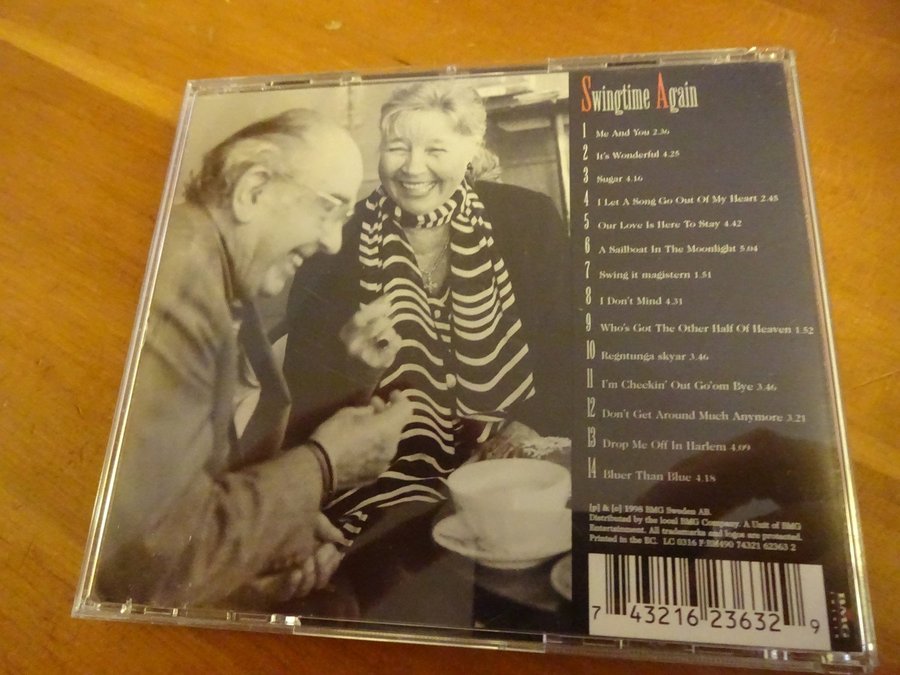 Swingtime Again
1 Me And You 2.36
2 It's Wonderful 4.25
3 Sugar 4.16
4 I Let A Song Go Out Of My Heart 2.45
5 Our Love Is Here To Stay 4.42
6 A Sailboat In The Moonlight 5.04
7 Swing it magistern 1.51
8 I Don't Mind 4.31
9 Who's Got The Other Half Of Heaven 1.52
10 Regntunga skyar 3.46
11 I'm Checkin' Out Go'om Bye 3.46
12 Don't Get Around Much Anymore 3.21
13 Drop Me Off In Harlem 4.09
14 Bluer Than Blue 4.18
[p] & [c] 1998 BMG Sweden AB.
Distributed by the local BMG Company. A Unit of BMG
Entertainment. All trademarks and logos are protected.
Printed in the EC. LC 0316 F:BM490 74321 62363 2
7 43216 23632 9
BMG